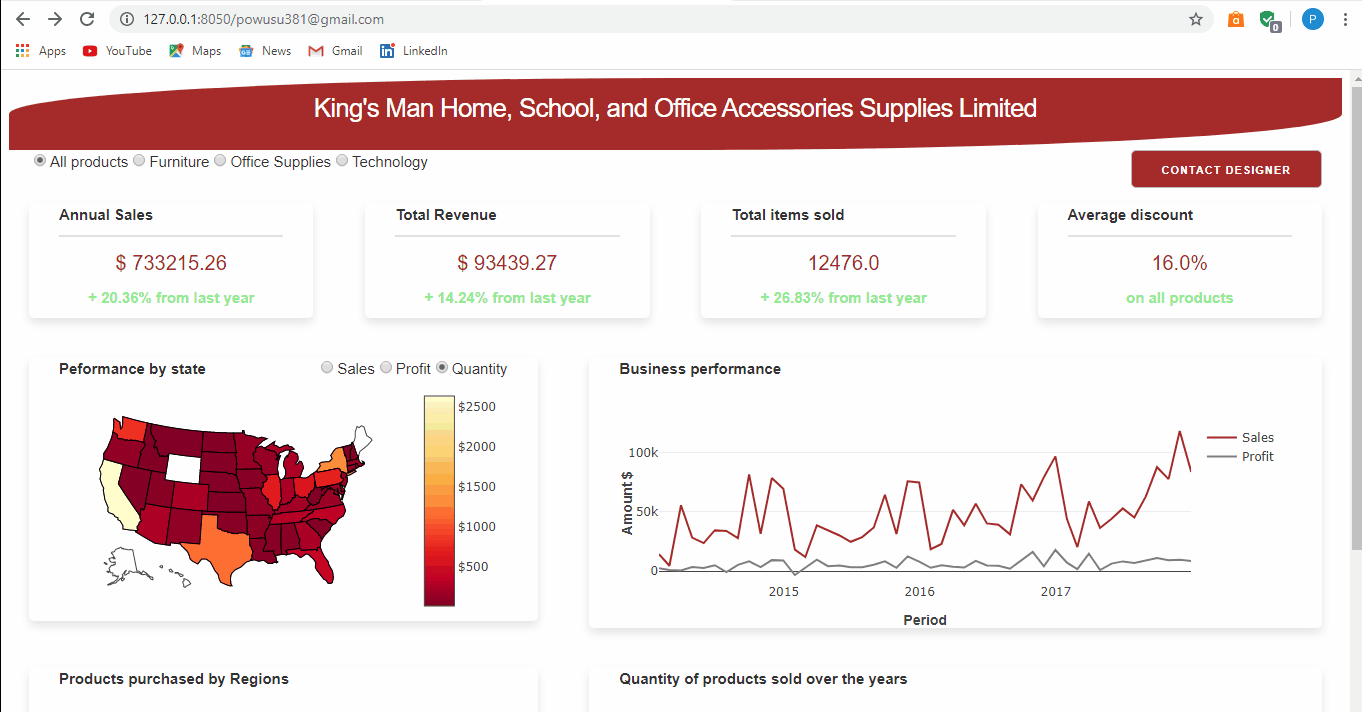 127.0.0.1:8050/powusu381@gmail.com
a
0
P
Apps YouTube Maps News Gmail LinkedIn
King's Man Home, School, and Office Accessories Supplies Limited
All products Furniture Office Supplies Technology
CONTACT DESIGNER
Annual Sales
$ 733215.26
+ 20.36% from last year
Total Revenue
$ 93439.27
+ 14.24% from last year
Total items sold
12476.0
+ 26.83% from last year
Average discount
16.0%
on all products
Peformance by state
Sales Profit Quantity
$2500
$2000
$1500
$1000
$500
Business performance
Amount $
100k
50k
0
2015 2016 2017
Period
Sales
Profit
Products purchased by Regions
Quantity of products sold over the years